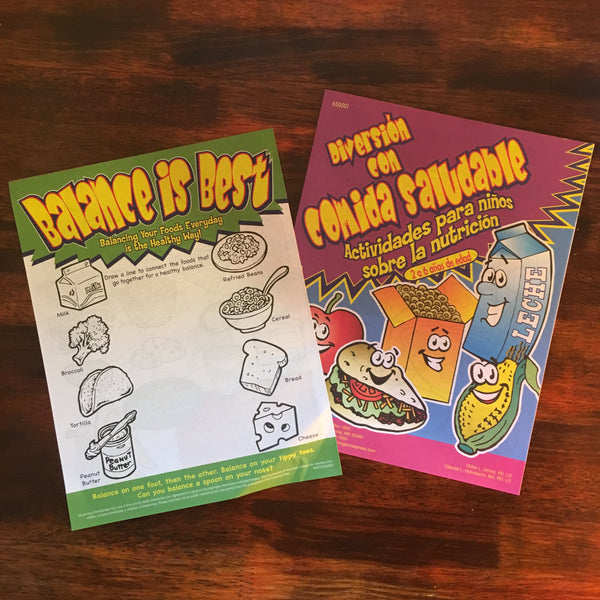 Balance is Best
Balancing Your Foods Everyday
is the Healthy Way!
Draw a line to connect the foods that
go together for a healthy balance.
Milk
Refried Beans
Broccoli
Cereal
Tortilla
Bread
Peanut
Butter
PEANUT
Butter
Cheese
Balance on one foot, then the other. Balance on your tippy toes.
Can you balance a spoon on your nose?
650501
Diversión
con
Comida Saludable
Actividades para niños
sobre la nutrición
2 a 6 años de edad
LECHE